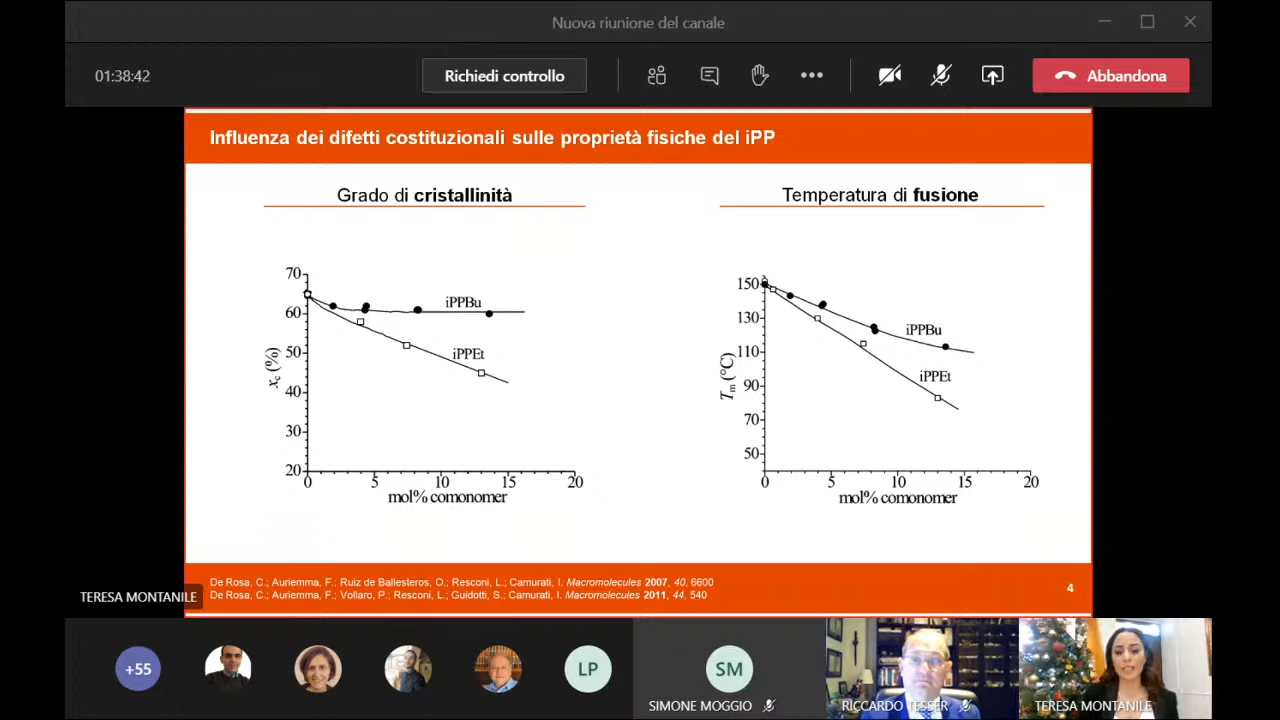 Nuova riunione del canale
01:38:42
Richiedi controllo
Abbandona
Influenza dei difetti costituzionali sulle proprietà fisiche del iPP
Grado di cristallinità
Temperatura di fusione
70
60
50
40
30
20
xc (%)
iPPBu
iPPEt
0 5 10 15 20
mol% comonomer
150
130
110
90
70
50
Tm (°C)
iPPBu
iPPEt
0 5 10 15 20
mol% comonomer
De Rosa, C.; Auriemma, F.; Ruiz de Ballesteros, O.; Resconi, L.; Camurati, I. Macromolecules 2007, 40, 6600
De Rosa, C.; Auriemma, F.; Vollaro, P.; Resconi, L.; Guidotti, S.; Camurati, I. Macromolecules 2011, 44, 540
4
TERESA MONTANILE
+55
LP
SM
SIMONE MOGGIO
RICCARDO TESSER
TERESA MONTANILE